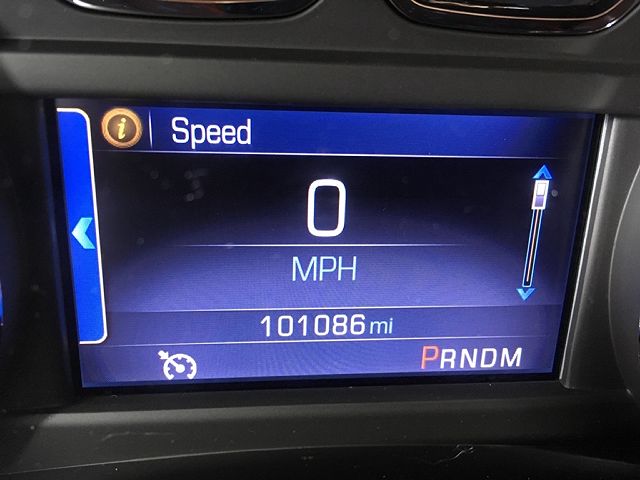 i Speed
0
MPH
101086 mi
PRNDM